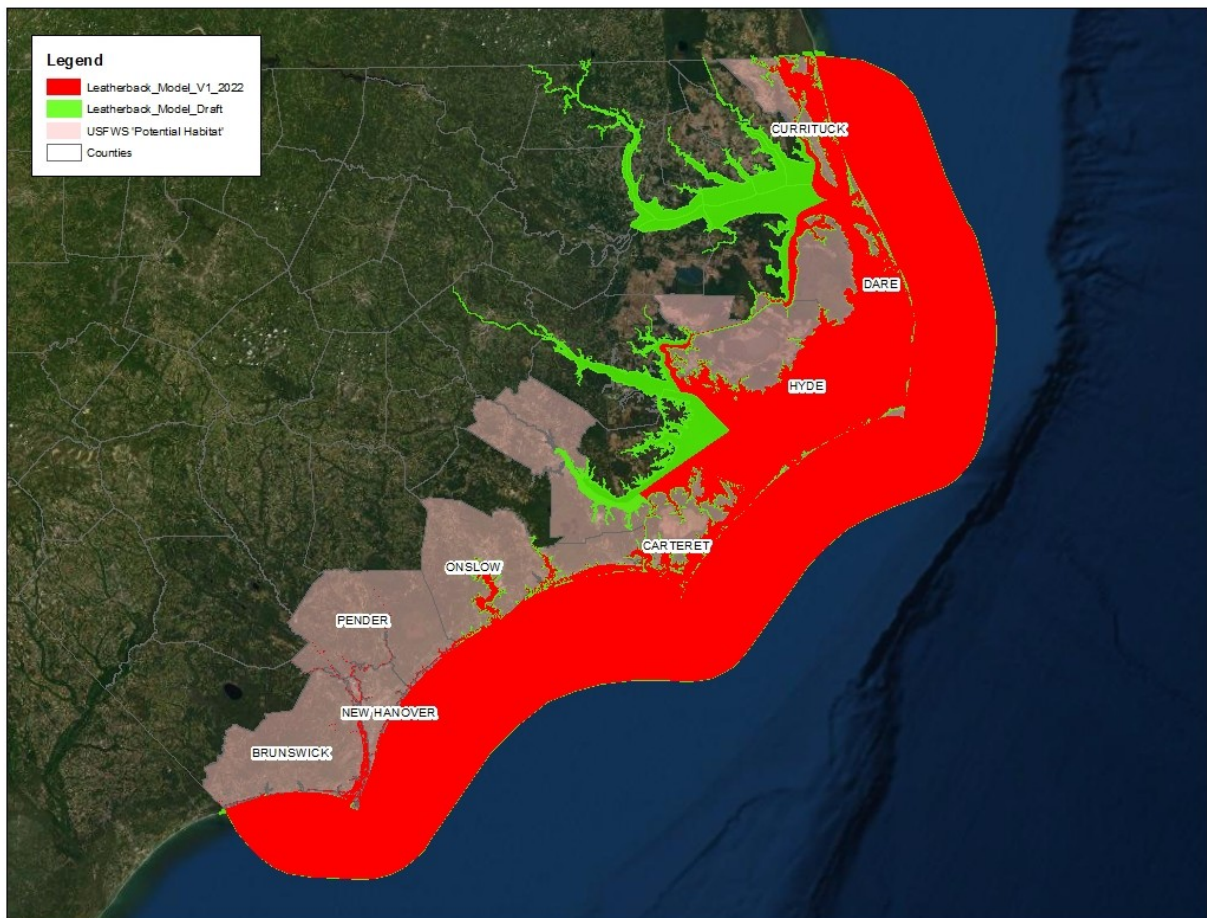 Legend
Leatherback_Model_V1_2022
Leatherback_Model_Draft
USFWS 'Potential Habitat'
Counties
CURRITUCK
DARE
HYDE
CARTERET
ONSLOW
PENDER
NEW HANOVER
BRUNSWICK